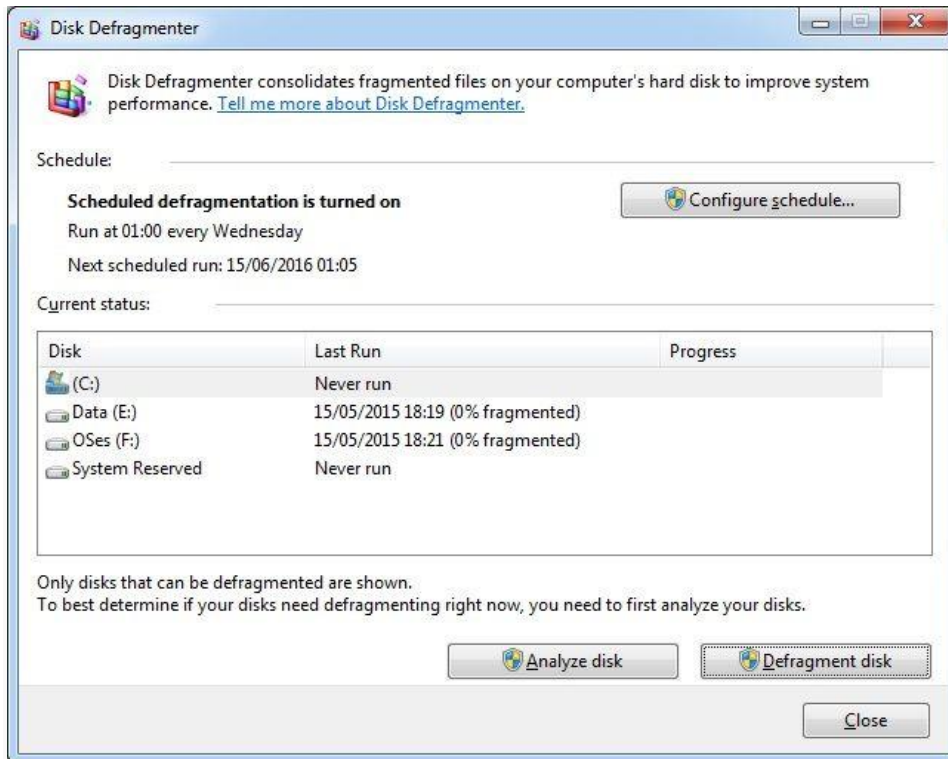 Disk Defragmenter
Disk Defragmenter consolidates fragmented files on your computer's hard disk to improve system
performance. Tell me more about Disk Defragmenter.
Schedule:
Scheduled defragmentation is turned on
Configure schedule...
Run at 01:00 every Wednesday
Next scheduled run: 15/06/2016 01:05
Current status:
Disk Last Run Progress
(C:) Never run
Data (E:) 15/05/2015 18:19 (0% fragmented)
OSes (F:) 15/05/2015 18:21 (0% fragmented)
System Reserved Never run
Only disks that can be defragmented are shown.
To best determine if your disks need defragmenting right now, you need to first analyze your disks.
Analyze disk Defragment disk
Close